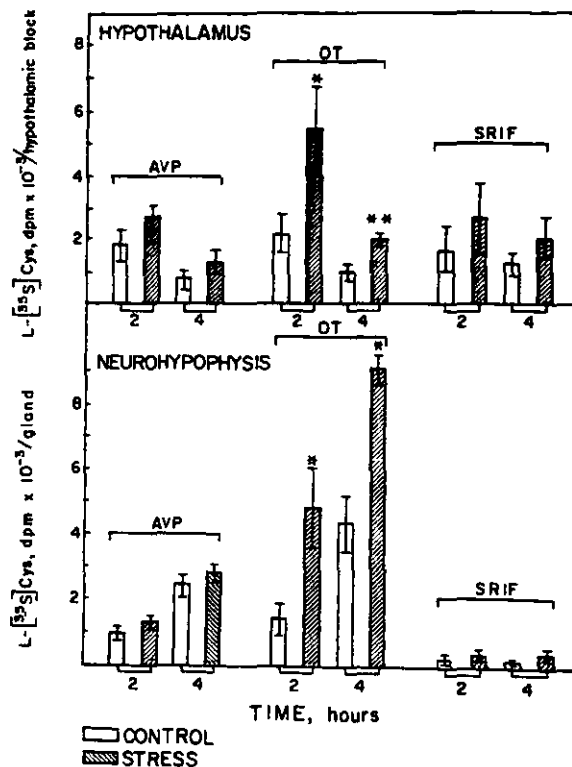 HYPOTHALAMUS
L-[³⁵S] Cys, dpm x 10⁻³/hypothalamic block
8
6
4
2
AVP
OT
SRIF
*
**
2
4
2
4
2
4
NEUROHYPOPHYSIS
L-[³⁵S] Cys, dpm x 10⁻³/gland
8
6
4
2
AVP
OT
SRIF
*
*
2
4
2
4
2
4
TIME, hours
CONTROL
STRESS